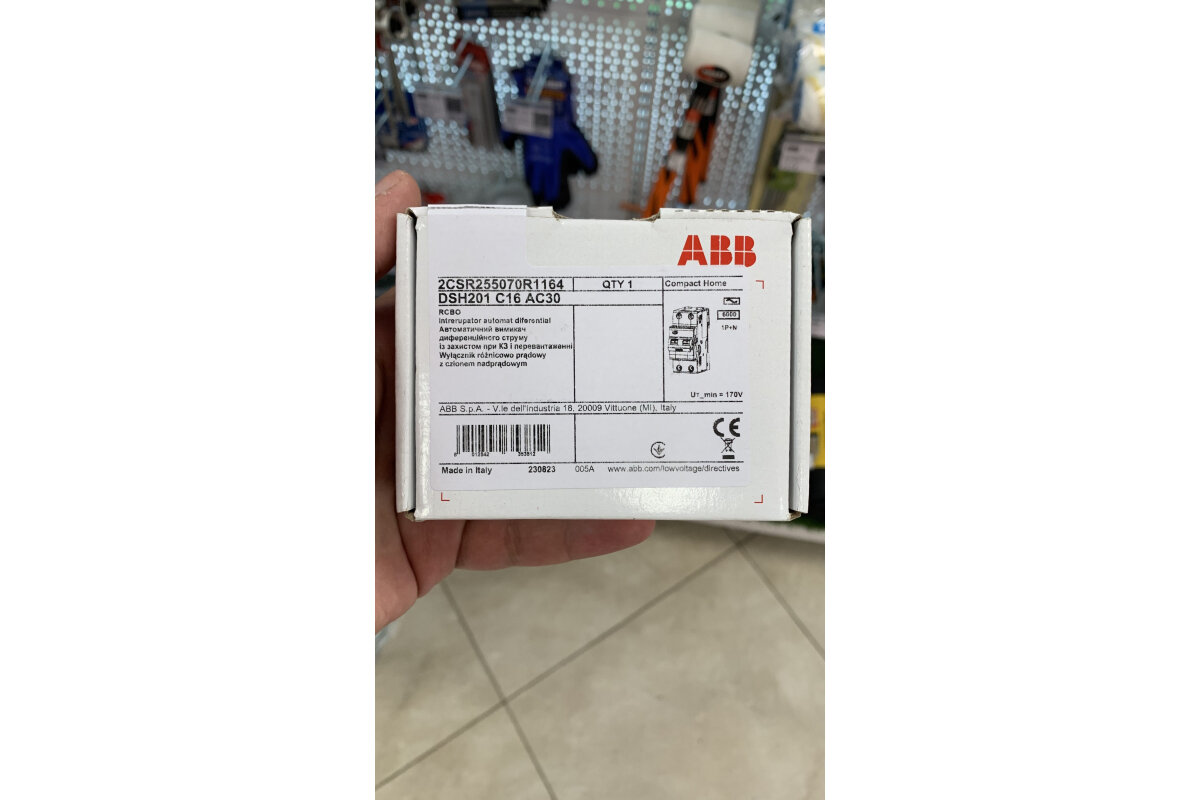 ABB
2CSR255070R1164
QTY 1
Compact Home
DSH201 C16 AC30
RCBO
Intrerupator automat diferential
Автоматичний вимикач
диференційного струму
із захистом при КЗ і перевантаженні
Wyłącznik różnicowo prądowy
z członem nadprądowym
6000
1P+N
UT_min = 170V
ABB S.p.A. - V.le dell'Industria 18, 20009 Vittuone (MI), Italy
CE
Made in Italy
230823
005A
www.abb.com/lowvoltage/directives